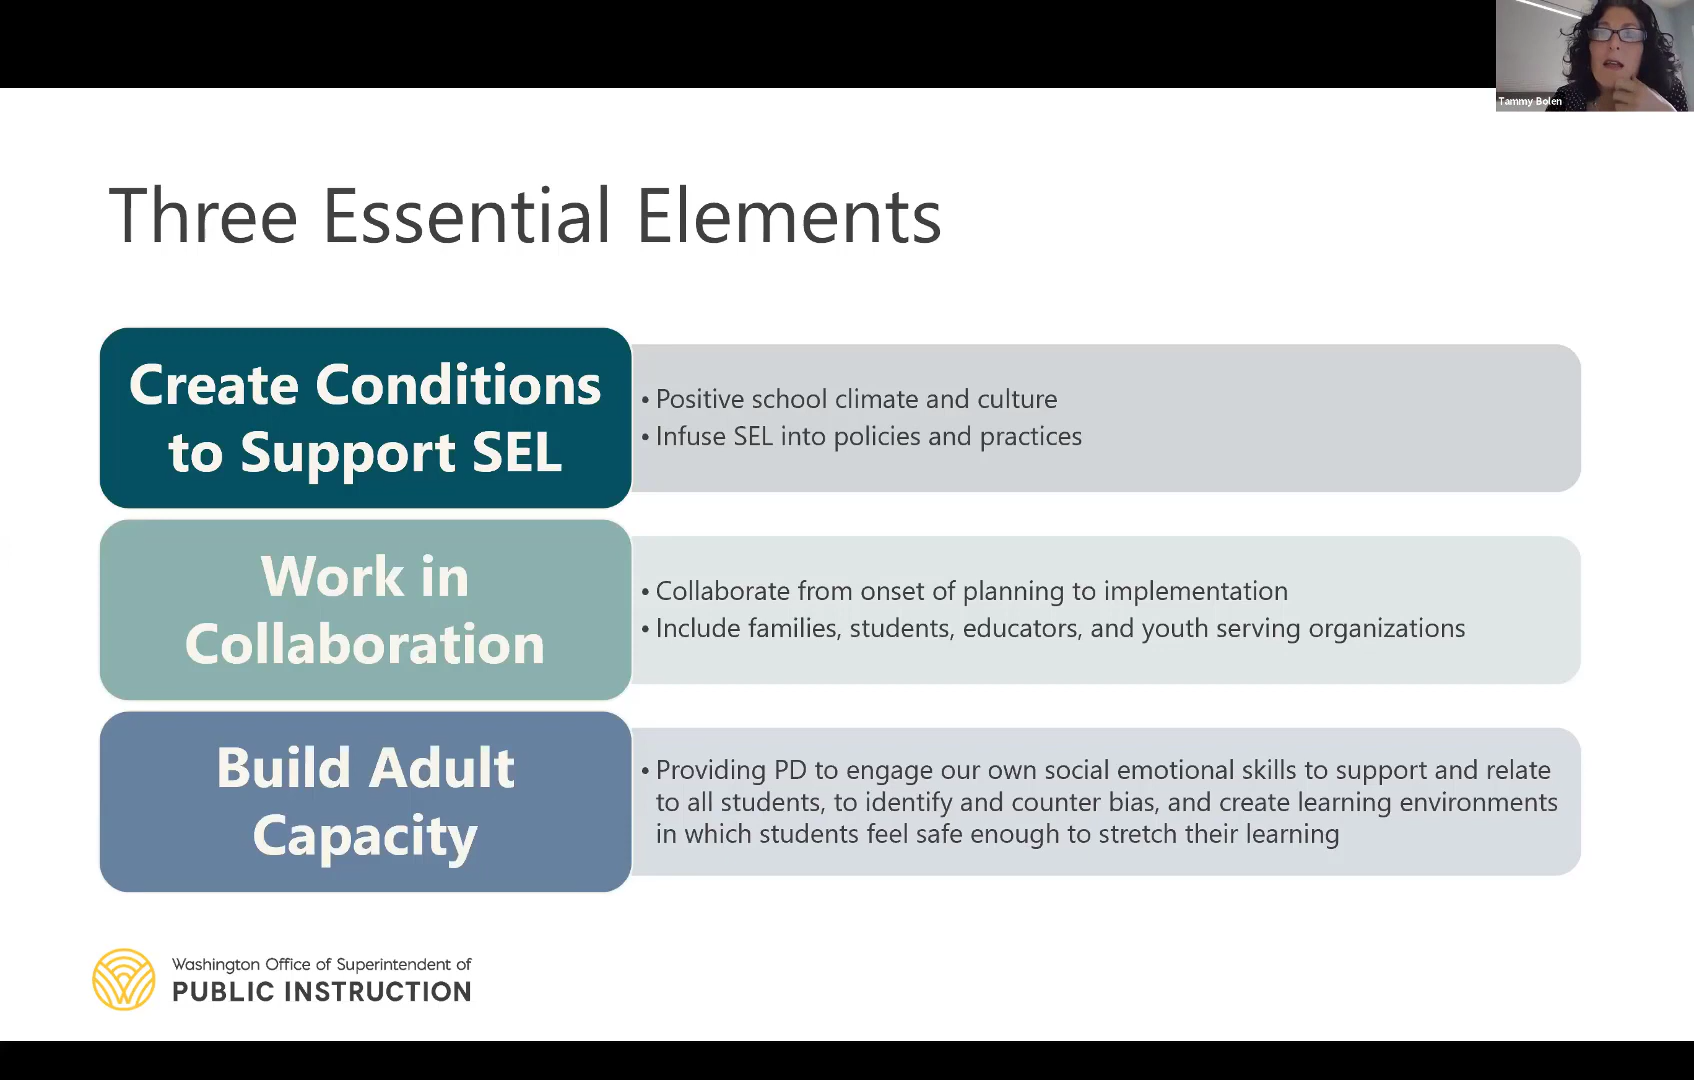 Tammy Bolen
Three Essential Elements
Create Conditions
to Support SEL
• Positive school climate and culture
• Infuse SEL into policies and practices
Work in
Collaboration
• Collaborate from onset of planning to implementation
• Include families, students, educators, and youth serving organizations
Build Adult
Capacity
• Providing PD to engage our own social emotional skills to support and relate
to all students, to identify and counter bias, and create learning environments
in which students feel safe enough to stretch their learning
Washington Office of Superintendent of
PUBLIC INSTRUCTION